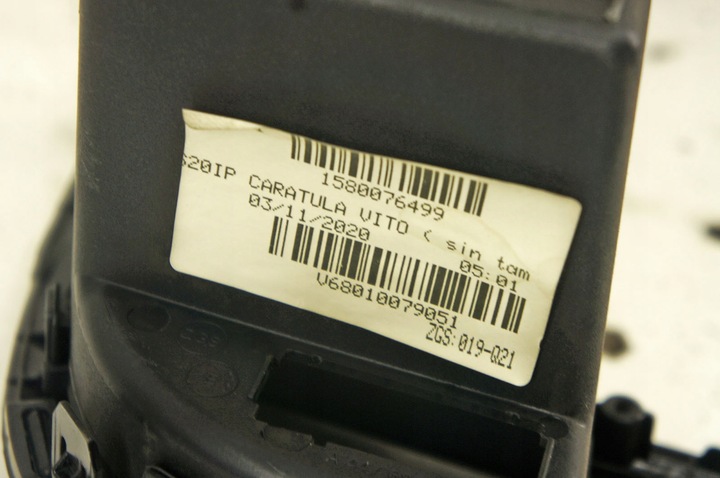 1580076499
S20IP CARATULA VITO ( sin tam
03/11/2020 05:01
V68010079051
ZGS:019-Q21